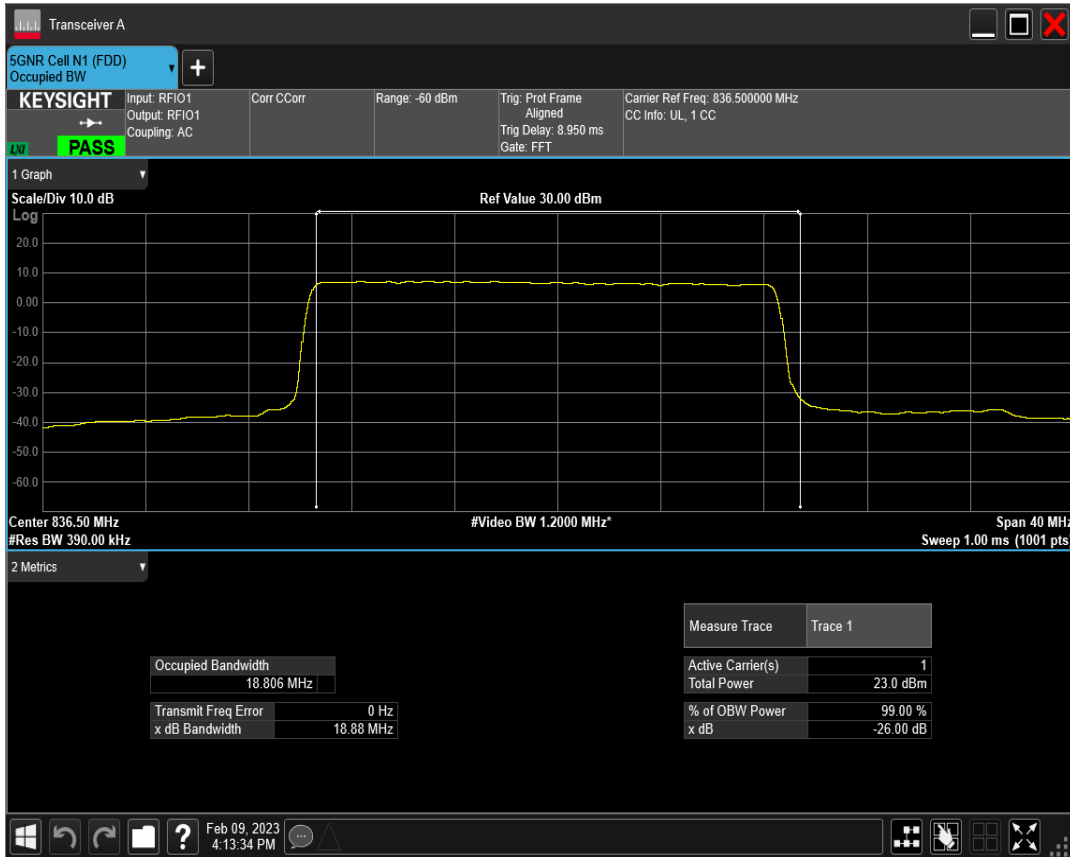 Transceiver A
5GNR Cell N1 (FDD)
Occupied BW
+
KEYSIGHT
LXI
PASS
Input: RFIO1
Output: RFIO1
Coupling: AC
Corr CCorr
Range: -60 dBm
Trig: Prot Frame
Aligned
Trig Delay: 8.950 ms
Gate: FFT
Carrier Ref Freq: 836.500000 MHz
CC Info: UL, 1 CC
1 Graph
Scale/Div 10.0 dB
Ref Value 30.00 dBm
Log
20.0
10.0
0.00
-10.0
-20.0
-30.0
-40.0
-50.0
-60.0
Center 836.50 MHz
#Video BW 1.2000 MHz*
Span 40 MHz
#Res BW 390.00 kHz
Sweep 1.00 ms (1001 pts)
2 Metrics
Measure Trace Trace 1
Occupied Bandwidth
18.806 MHz
Active Carrier(s) 1
Total Power 23.0 dBm
Transmit Freq Error 0 Hz
x dB Bandwidth 18.88 MHz
% of OBW Power 99.00 %
x dB -26.00 dB
?
Feb 09, 2023
4:13:34 PM